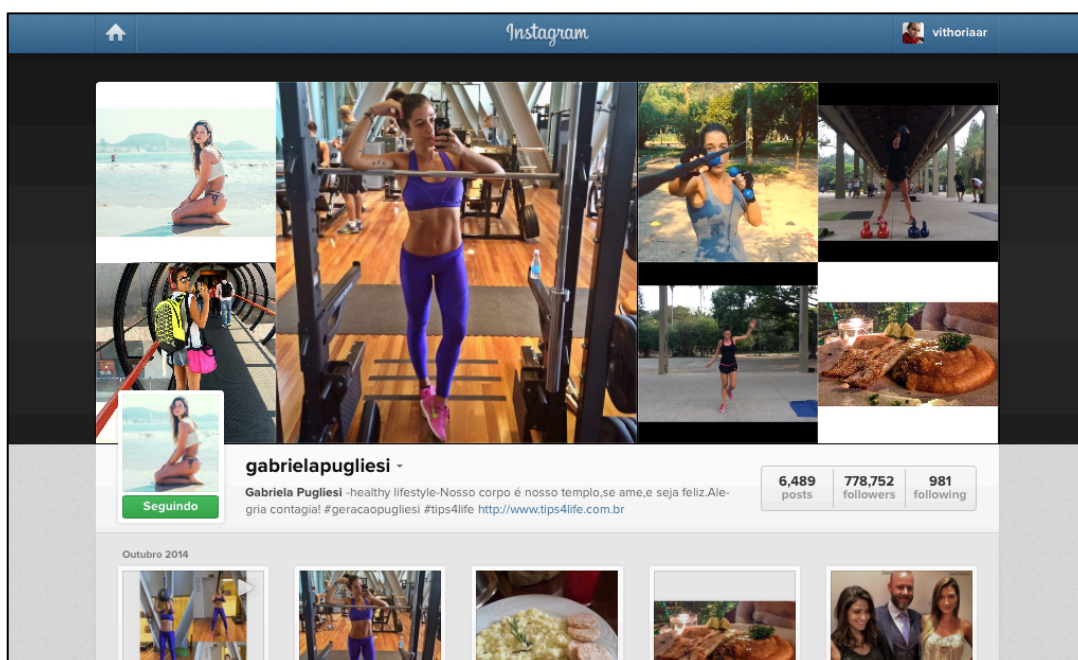 Instagram
vithoriaar
gabrielapugliesi
Gabriela Pugliesi -healthy lifestyle-Nosso corpo é nosso templo,se ame,e seja feliz.Ale-
gria contagia! #geracaopugliesi #tips4life http://www.tips4life.com.br
6,489 posts
778,752 followers
981 following
Seguindo
Outubro 2014